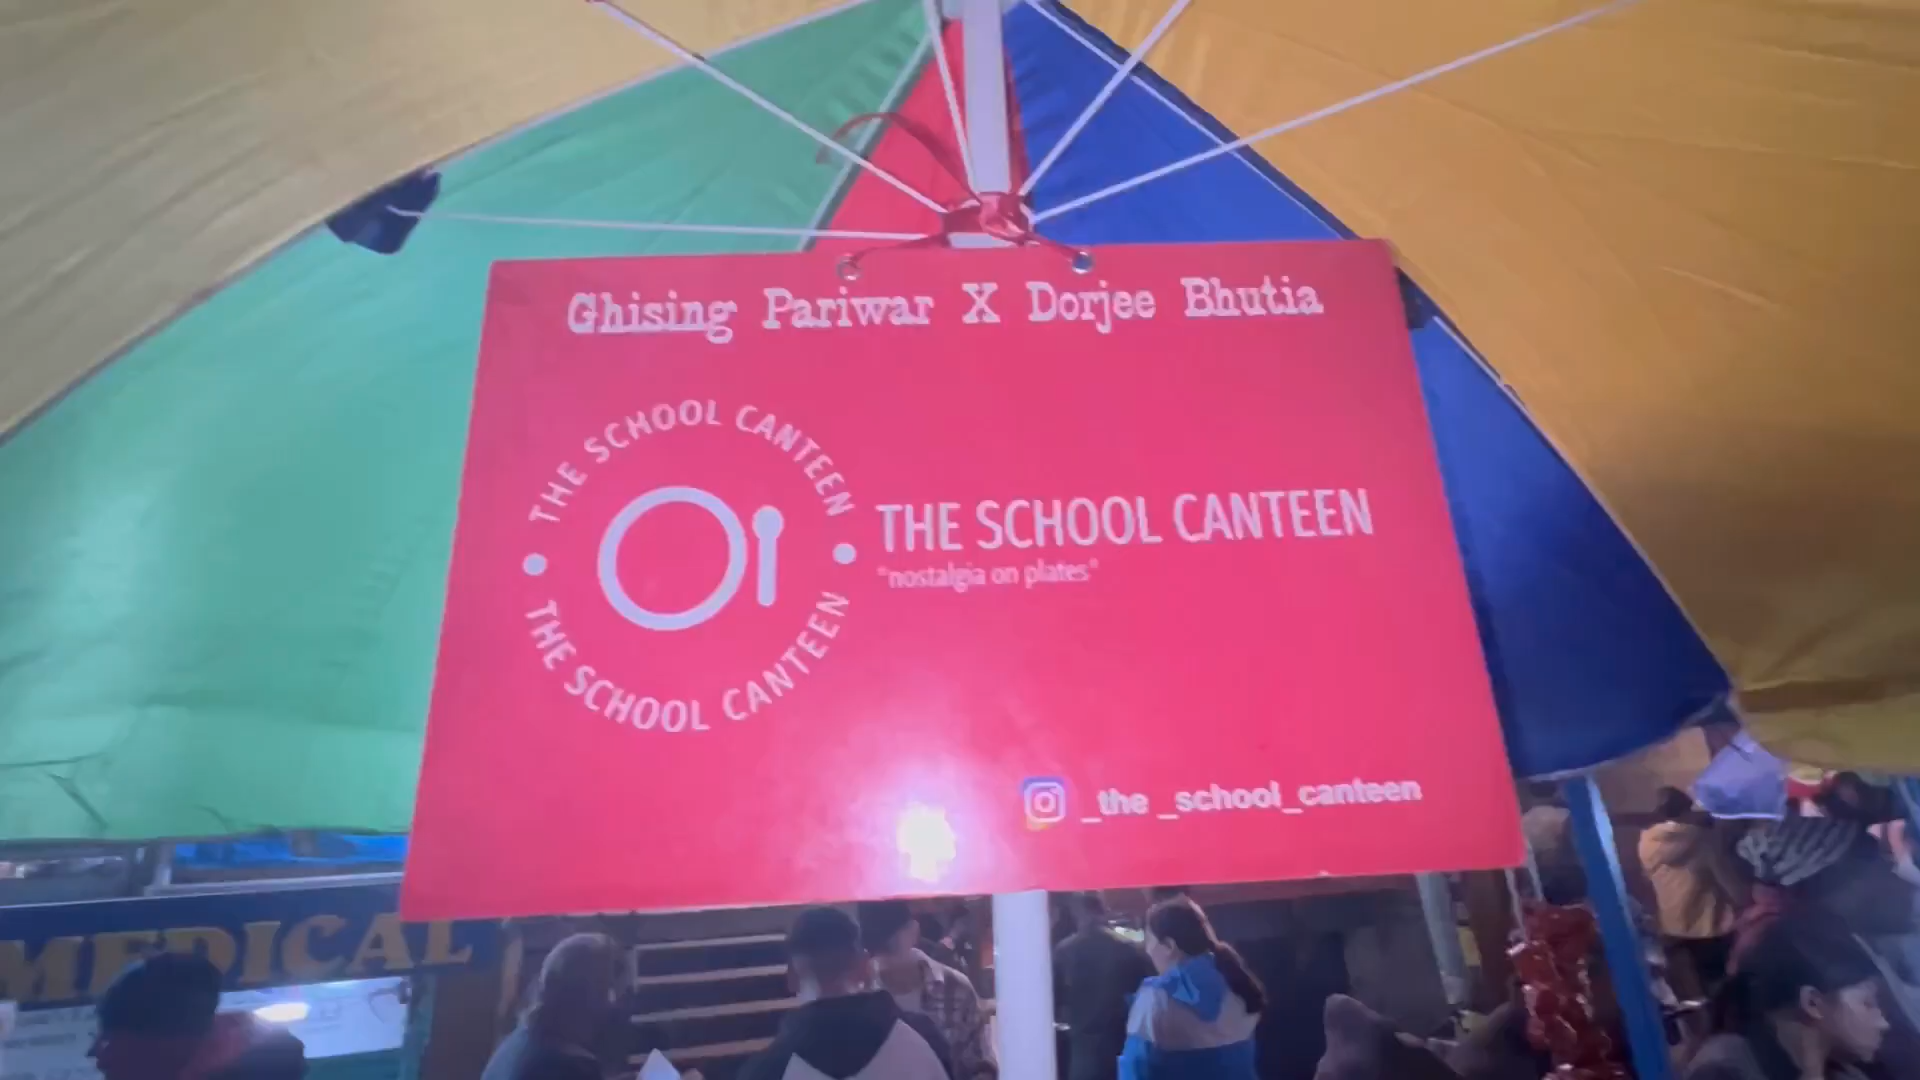 Ghising Pariwar X Dorjee Bhutia
THE SCHOOL CANTEEN
THE SCHOOL CANTEEN
THE SCHOOL CANTEEN
"nostalgia on plates"
_the _school_canteen
MEDICAL